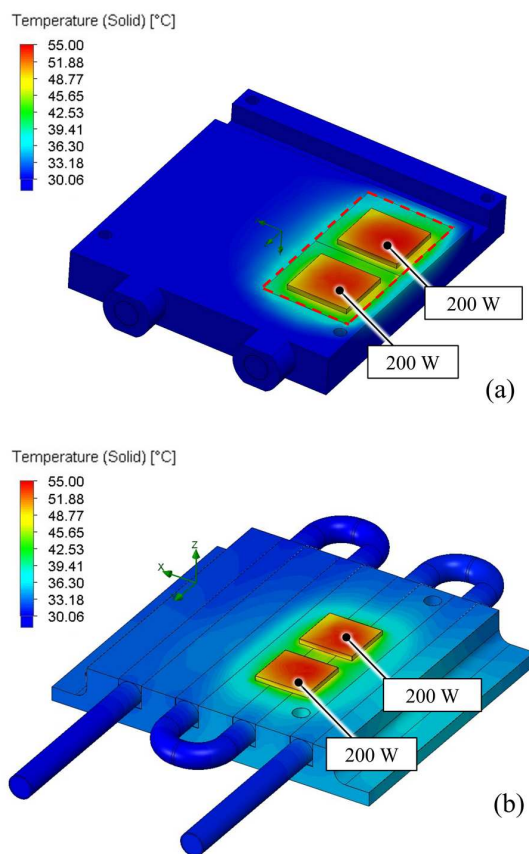 Temperature (Solid) [°C]
55.00
51.88
48.77
45.65
42.53
39.41
36.30
33.18
30.06
200 W
200 W
(a)
Temperature (Solid) [°C]
55.00
51.88
48.77
45.65
42.53
39.41
36.30
33.18
30.06
Z
X
200 W
200 W
(b)